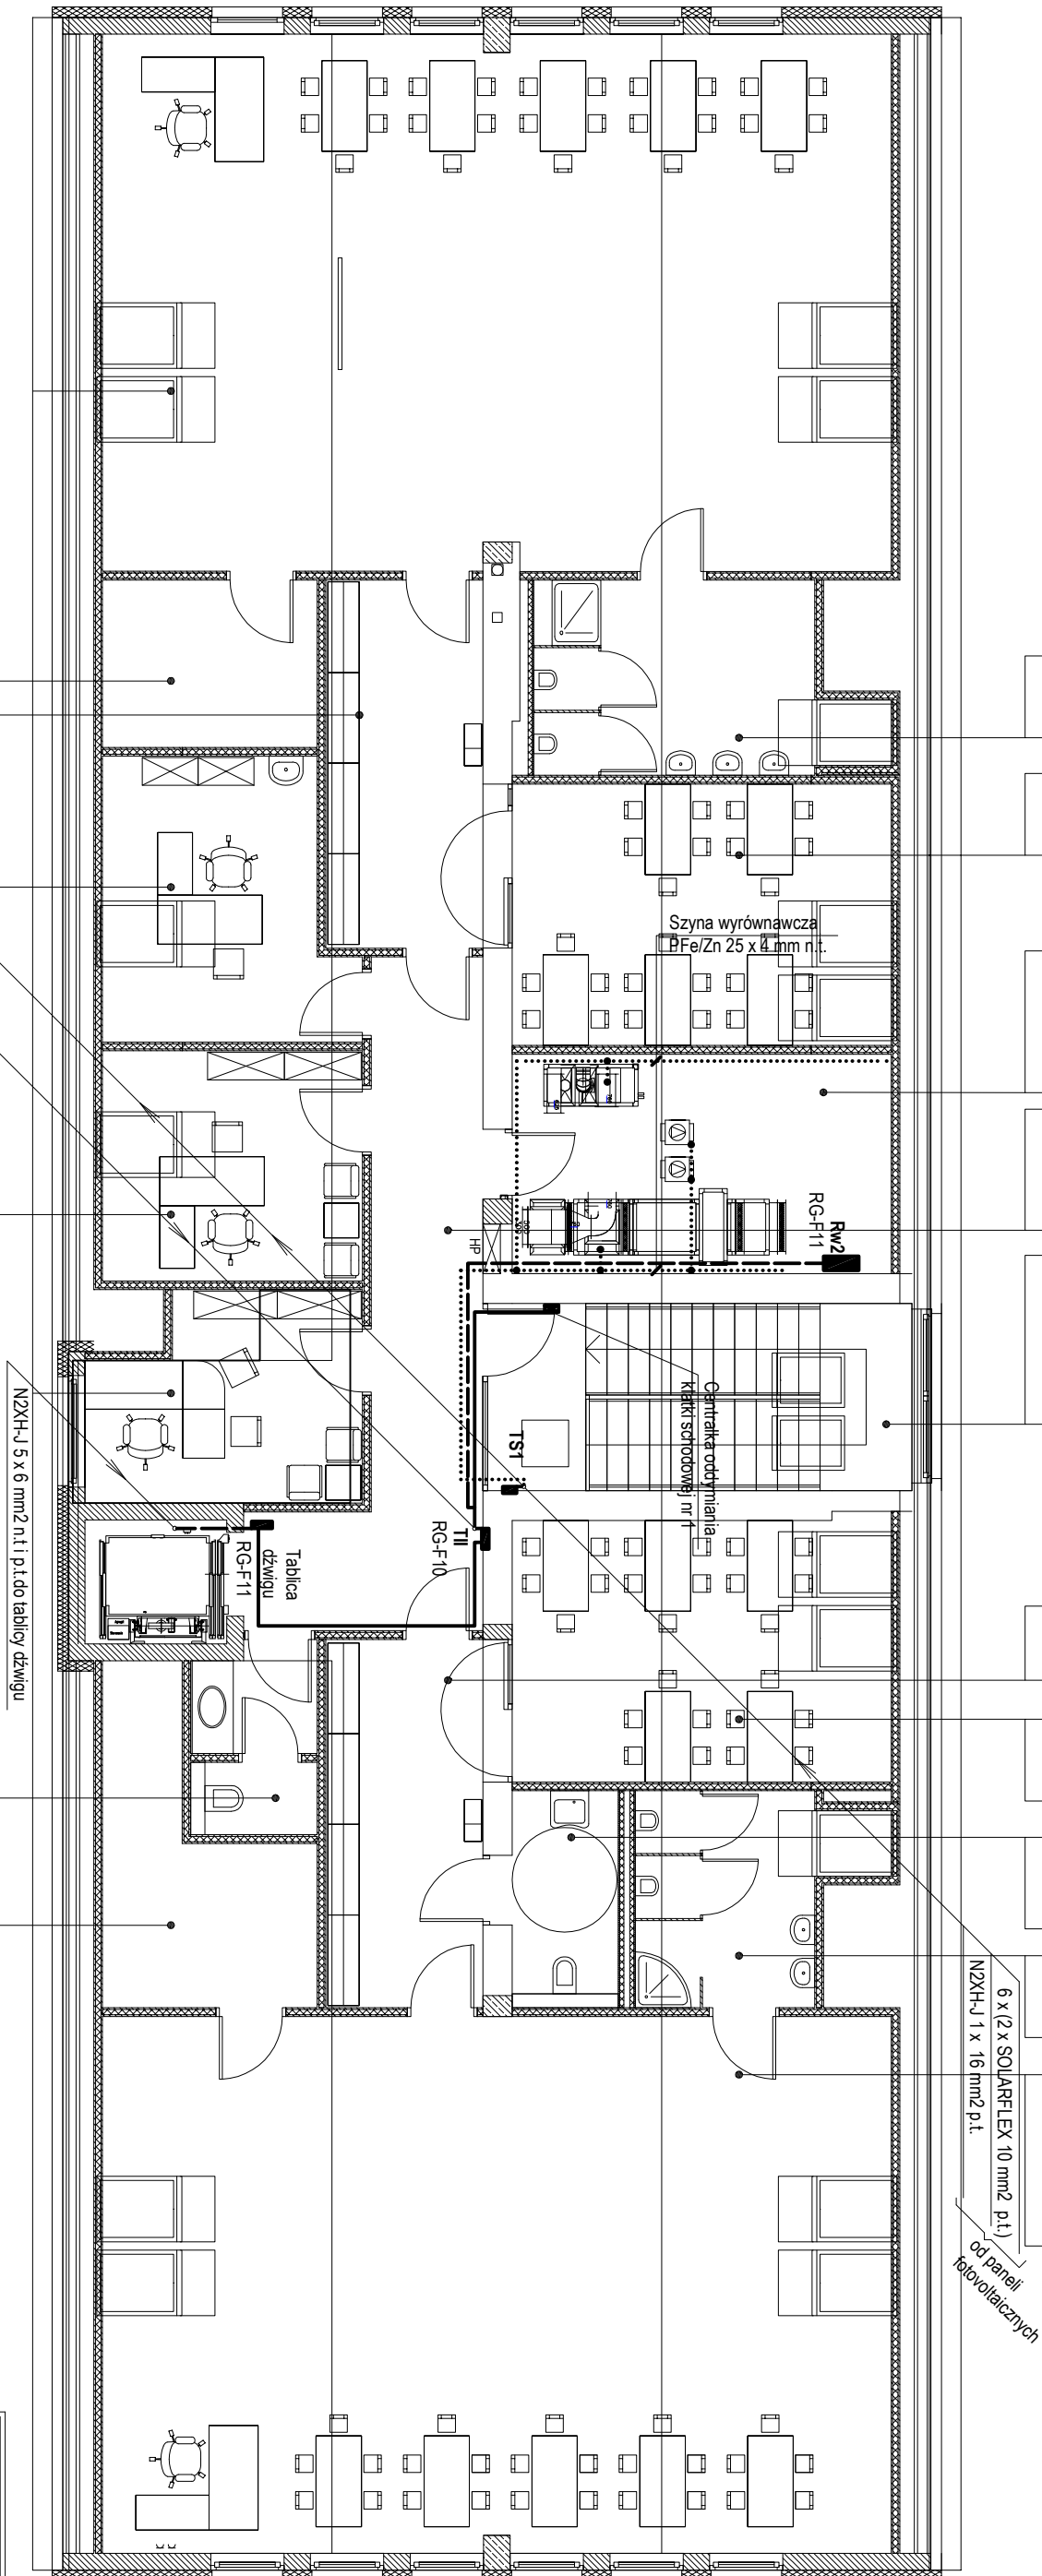 Szyna wyrównawcza
PFe/Zn 25 x 4 mm n.t.
Rw2
RG-F11
HP
Centralka oddymiania
klatki schodowej nr 1
TS1
TII
RG-F10
Tablica
dźwigu
RG-F11
N2XH-J 5 x 6 mm2 n.t i p.t.do tablicy dźwigu
6 x (2 x SOLARFLEX 10 mm2 p.t.)
N2XH-J 1 x 16 mm2 p.t.
od paneli
fotovoltaicznych